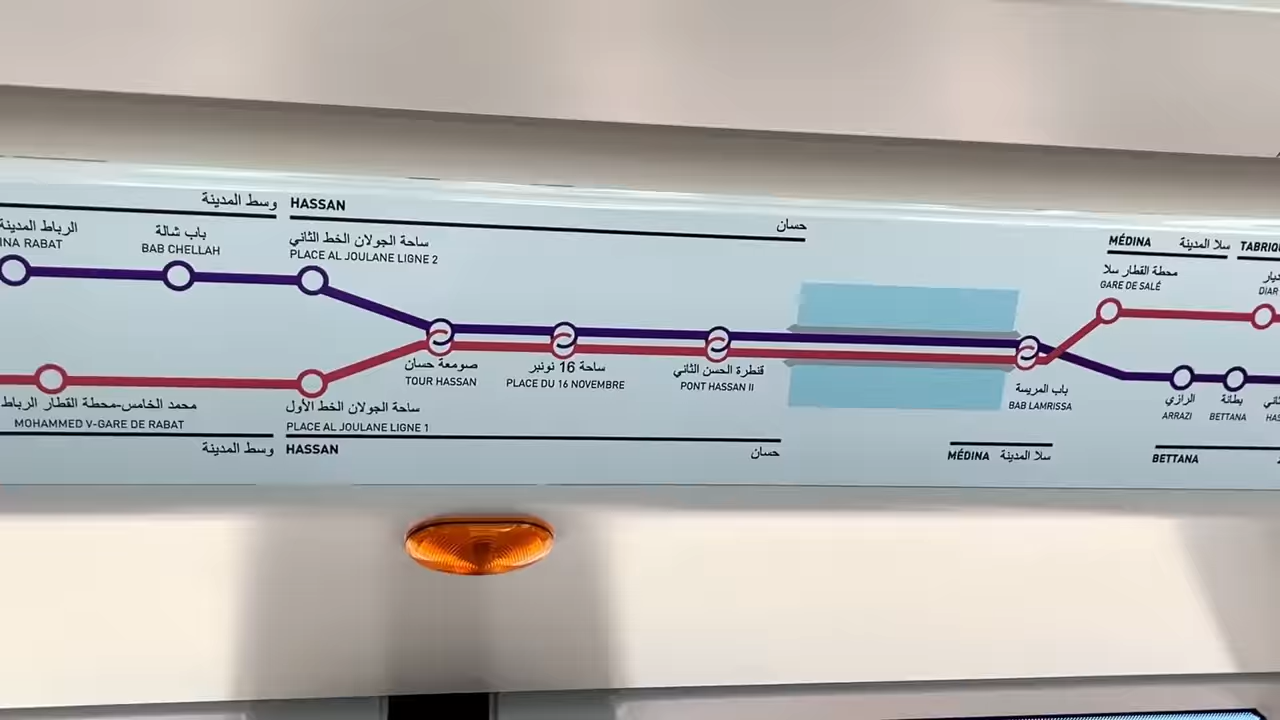 وسط المدينة
HASSAN
حسان
الرباط المدينة
INA RABAT
باب شالة
BAB CHELLAH
ساحة الجولان الخط الثاني
PLACE AL JOULANE LIGNE 2
MÉDINA سلا المدينة
TABRIQU
محطة القطار سلا
GARE DE SALÉ
ديار
DIAR
صومعة حسان
TOUR HASSAN
ساحة 16 نونبر
PLACE DU 16 NOVEMBRE
قنطرة الحسن الثاني
PONT HASSAN II
باب المريسة
BAB LAMRISSA
الرازي
ARRAZI
بطانة
BETTANA
HAS
محمد الخامس-محطة القطار الرباط
MOHAMMED V-GARE DE RABAT
ساحة الجولان الخط الأول
PLACE AL JOULANE LIGNE 1
وسط المدينة
HASSAN
حسان
MÉDINA سلا المدينة
BETTANA